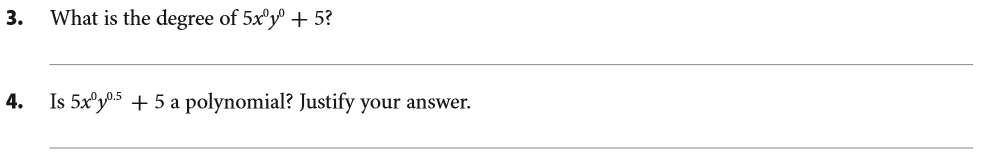 3. What is the degree of 5x⁰y⁰ + 5?
4. Is 5x⁰y⁰·⁵ + 5 a polynomial? Justify your answer.